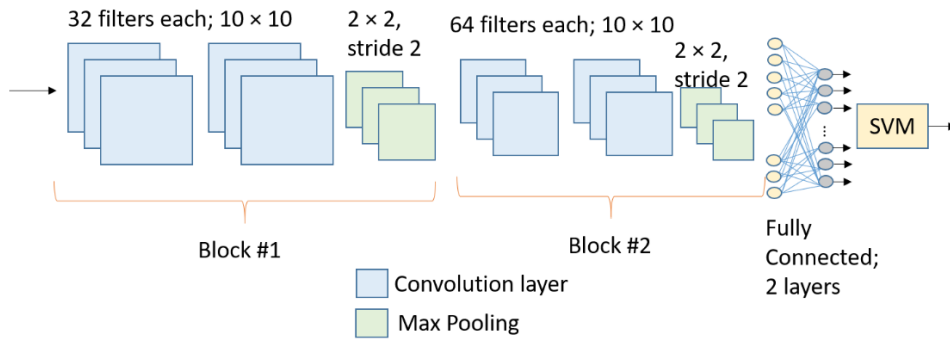 32 filters each; 10 × 10
2 × 2,
stride 2
64 filters each; 10 × 10
2 × 2,
stride 2
...
SVM
Block #1
Block #2
Fully
Connected;
2 layers
Convolution layer
Max Pooling